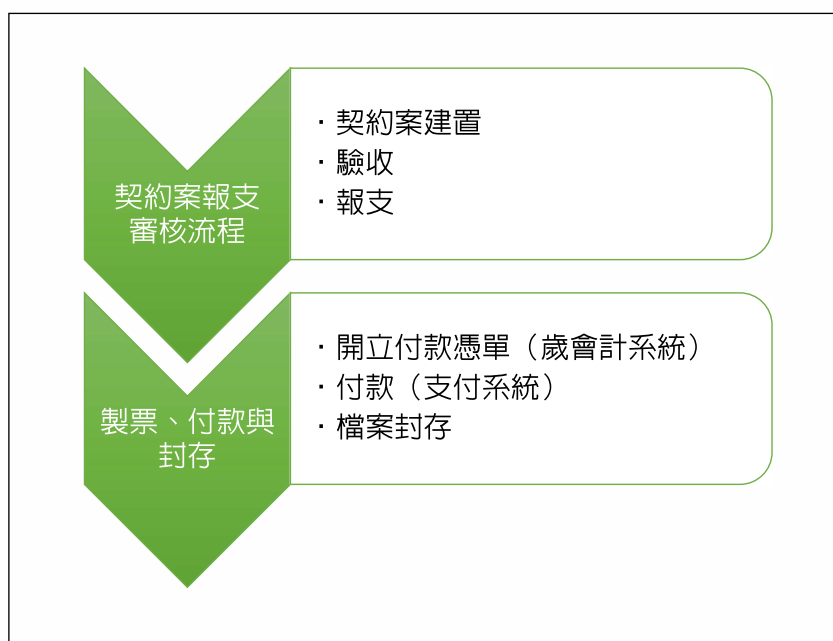 契約案報支
審核流程
・契約案建置
・驗收
・報支
製票、付款與
封存
・開立付款憑單（歲會計系統）
・付款（支付系統）
・檔案封存